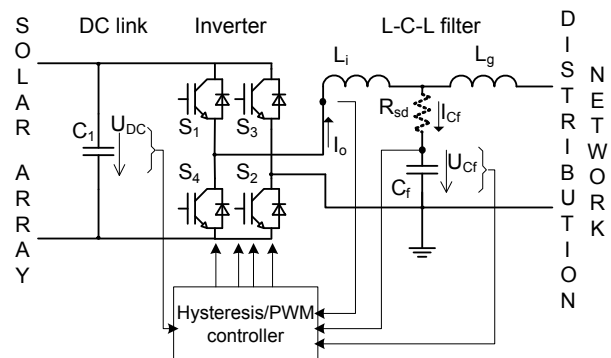 SOLAR ARRAY
DC link
Inverter
L-C-L filter
DISTRIBUTION
NETWORK
Li
Lg
Rsd
ICf
C1
UDC
S1
S3
Io
S4
S2
Cf
UCf
Hysteresis/PWM
controller